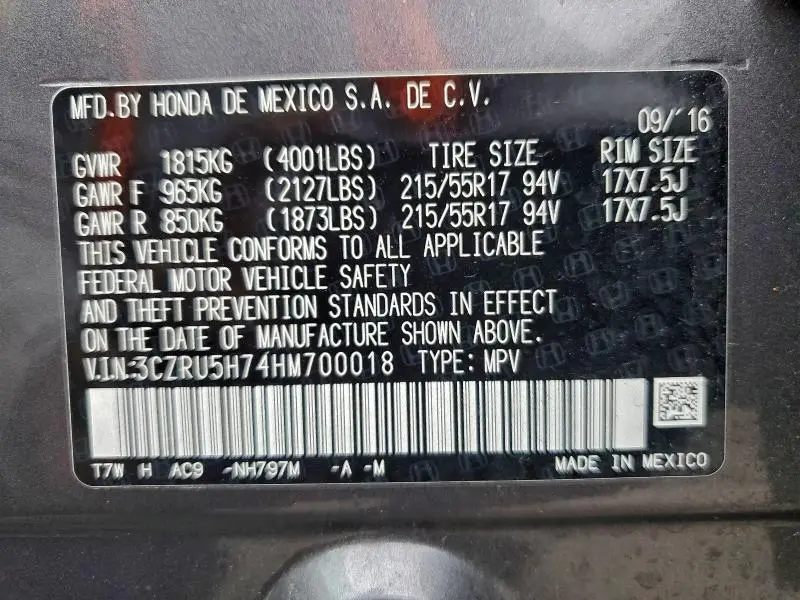 MFD.BY HONDA DE MEXICO S.A. DE C.V.
09/'16
GVWR 1815KG (4001LBS) TIRE SIZE RIM SIZE
GAWR F 965KG (2127LBS) 215/55R17 94V 17X7.5J
GAWR R 850KG (1873LBS) 215/55R17 94V 17X7.5J
THIS VEHICLE CONFORMS TO ALL APPLICABLE
FEDERAL MOTOR VEHICLE SAFETY
AND THEFT PREVENTION STANDARDS IN EFFECT
ON THE DATE OF MANUFACTURE SHOWN ABOVE.
V.I.N:3CZRU5H74HM700018 TYPE: MPV
T7W H AC9 -NH797M -A -M MADE IN MEXICO